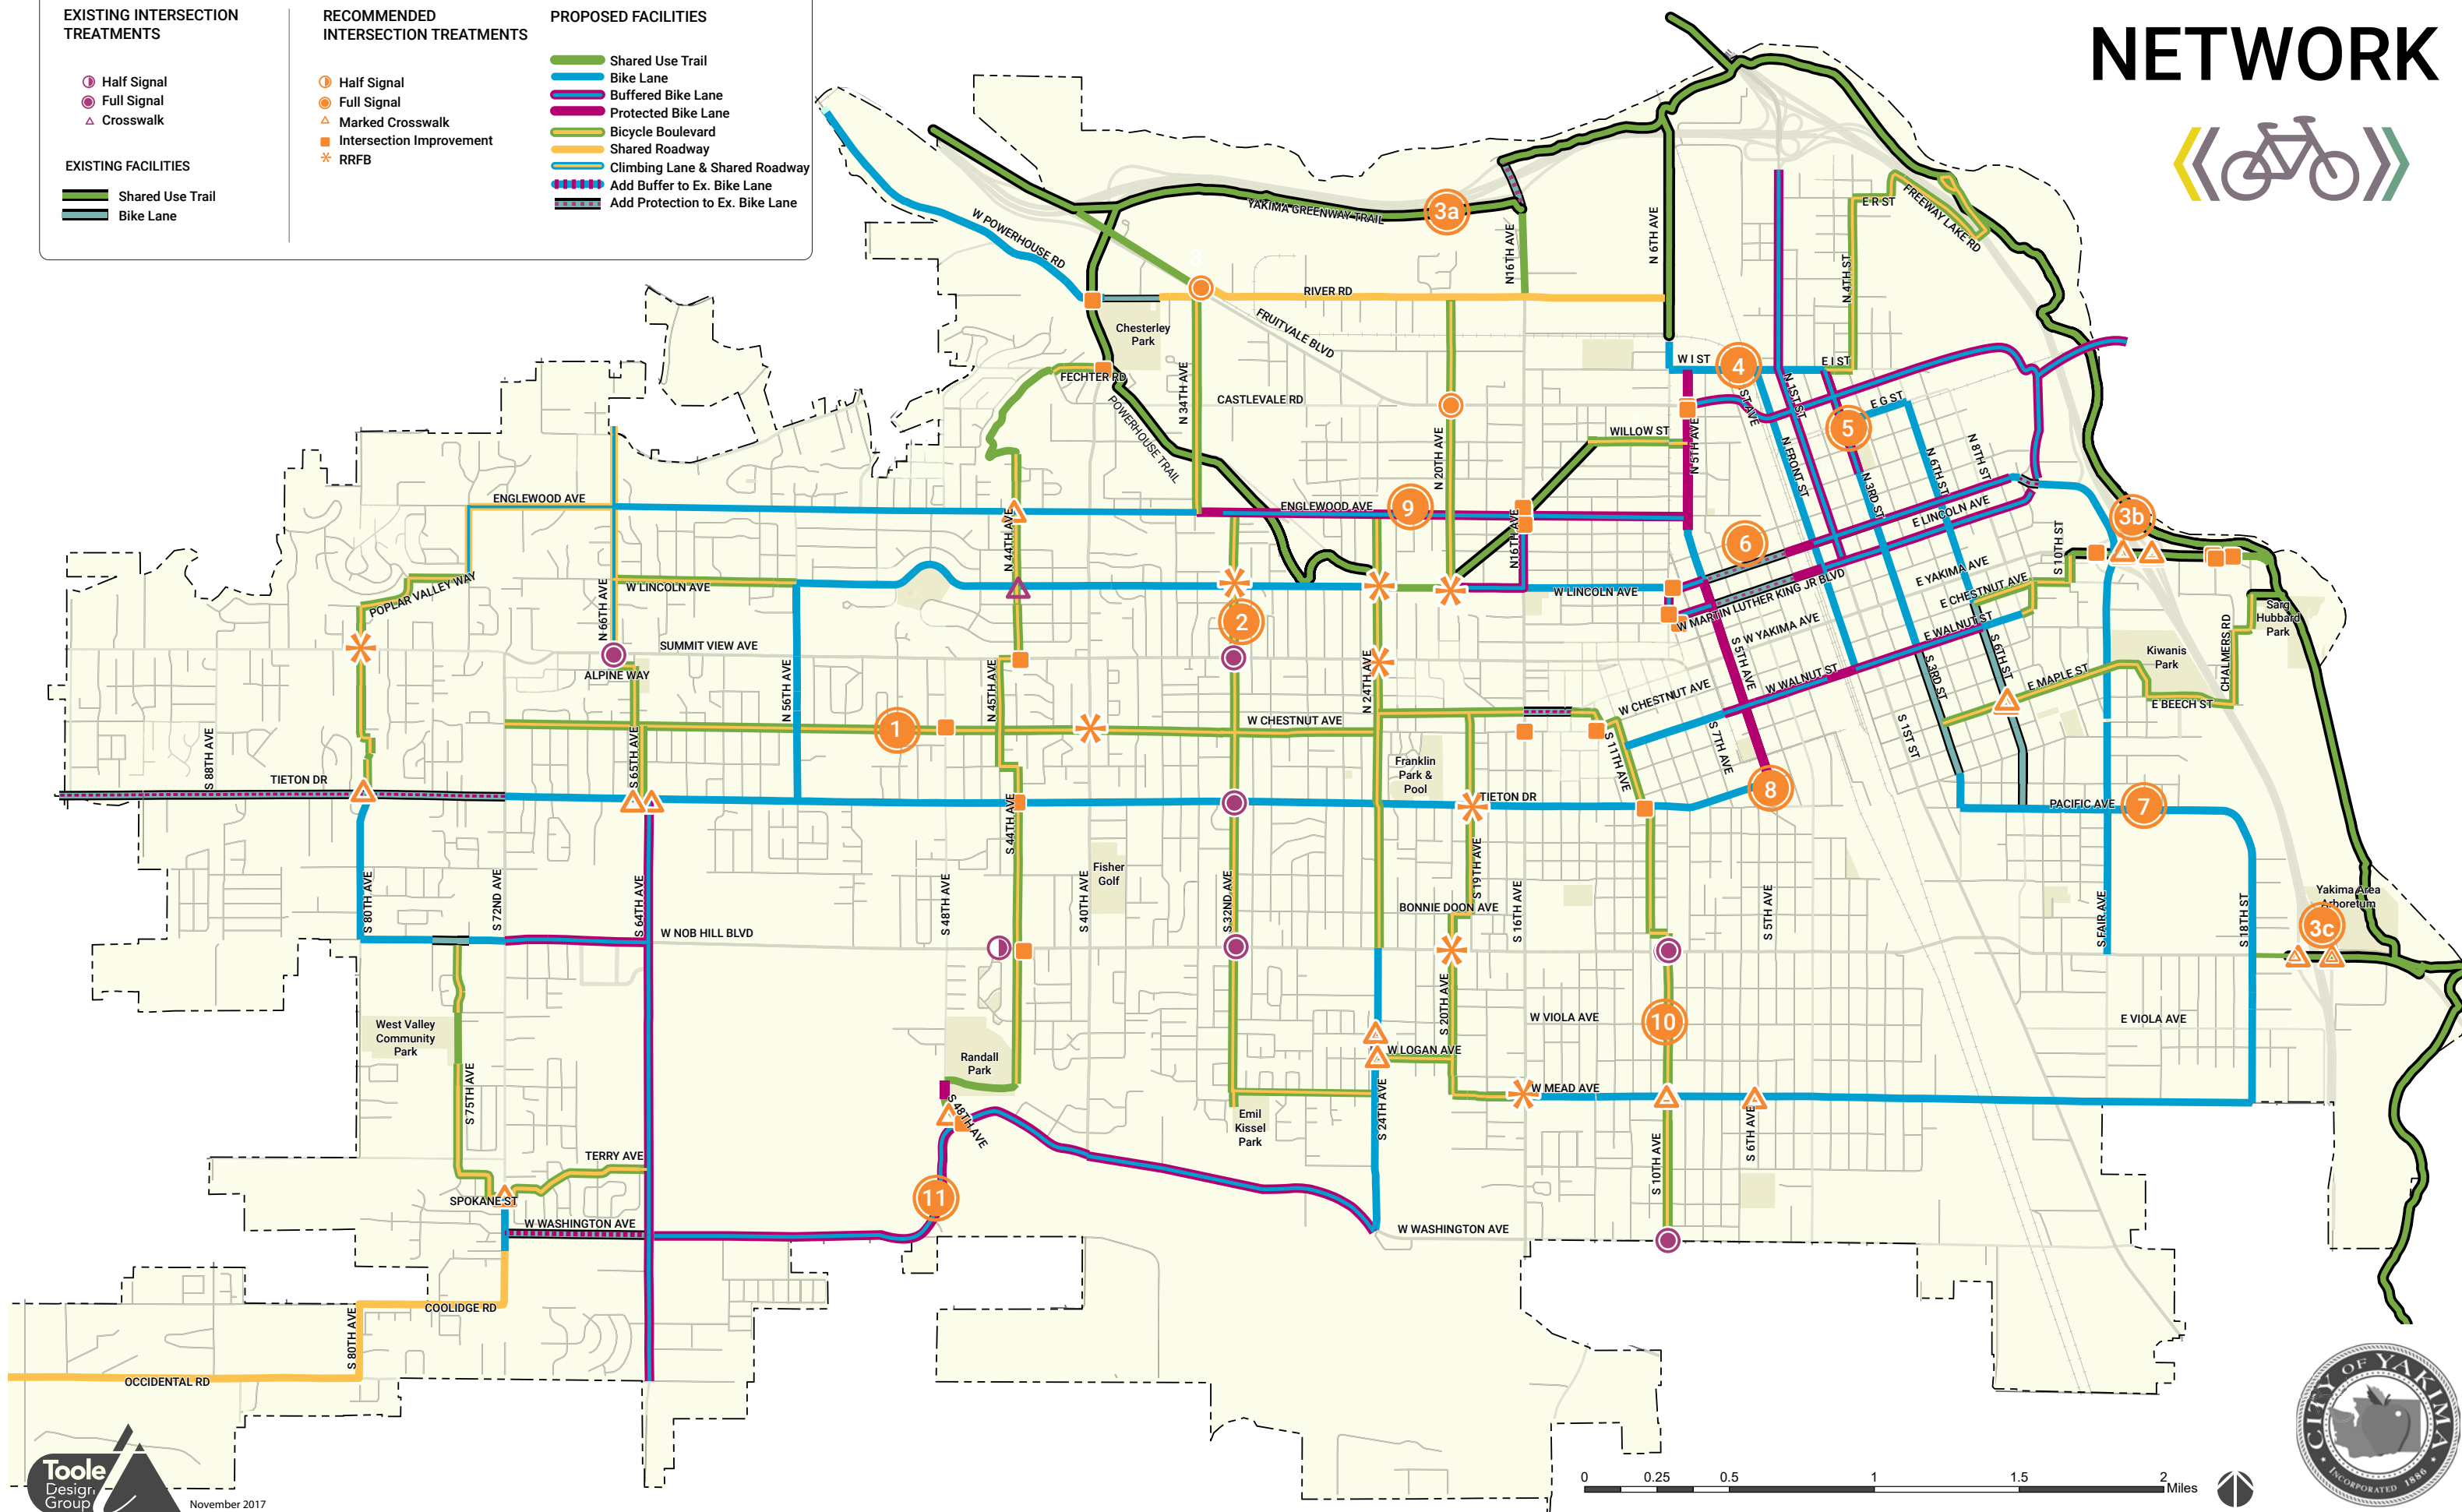 EXISTING INTERSECTION
TREATMENTS
Half Signal
Full Signal
Crosswalk
EXISTING FACILITIES
Shared Use Trail
Bike Lane
RECOMMENDED
INTERSECTION TREATMENTS
Half Signal
Full Signal
Marked Crosswalk
Intersection Improvement
RRFB
PROPOSED FACILITIES
Shared Use Trail
Bike Lane
Buffered Bike Lane
Protected Bike Lane
Bicycle Boulevard
Shared Roadway
Climbing Lane & Shared Roadway
Add Buffer to Ex. Bike Lane
Add Protection to Ex. Bike Lane
NETWORK
W POWERHOUSE RD
YAKIMA GREENWAY TRAIL
3a
N16TH AVE
N 6TH AVE
E R ST
FREEWAY LAKE RD
N 4TH ST
RIVER RD
FRUITVALE BLVD
Chesterley
Park
FECHTER RD
N 34TH AVE
CASTLEVALE RD
POWERHOUSE TRAIL
W I ST
4
E I ST
N 1ST ST
ST AVE
E G ST
5
WILLOW ST
N 5TH AVE
N 20TH AVE
N FRONT ST
N 3RD ST
N 6TH ST
N 8TH ST
ENGLEWOOD AVE
ENGLEWOOD AVE
9
N 44TH AVE
N16TH AVE
6
E LINCOLN AVE
3b
S 10TH ST
POPLAR VALLEY WAY
N 66TH AVE
W LINCOLN AVE
W LINCOLN AVE
W MARTIN LUTHER KING JR BLVD
E YAKIMA AVE
E CHESTNUT AVE
Sarg
Hubbard
Park
2
SUMMIT VIEW AVE
ALPINE WAY
N 56TH AVE
N 45TH AVE
N 24TH AVE
W YAKIMA AVE
E WALNUT ST
S 6TH ST
Kiwanis
Park
CHALMERS RD
S 5TH AVE
W WALNUT ST
S 3RD ST
E MAPLE ST
E BEECH ST
W CHESTNUT AVE
W CHESTNUT AVE
1
S 88TH AVE
S 65TH AVE
S 11TH AVE
S 7TH AVE
S 1ST ST
Franklin
Park &
Pool
TIETON DR
TIETON DR
8
PACIFIC AVE
7
S 44TH AVE
Fisher
Golf
S 80TH AVE
S 72ND AVE
S 64TH AVE
S 48TH AVE
S 40TH AVE
S 32ND AVE
S 19TH AVE
BONNIE DOON AVE
S 16TH AVE
S 5TH AVE
S FAIR AVE
S 18TH ST
Yakima Area
Arboretum
3c
W NOB HILL BLVD
S 20TH AVE
West Valley
Community
Park
Randall
Park
W VIOLA AVE
10
E VIOLA AVE
W LOGAN AVE
S 75TH AVE
S 48TH AVE
W MEAD AVE
Emil
Kissel
Park
S 24TH AVE
S 10TH AVE
S 6TH AVE
TERRY AVE
SPOKANE ST
11
W WASHINGTON AVE
W WASHINGTON AVE
COOLIDGE RD
S 80TH AVE
OCCIDENTAL RD
Toole
Design
Group
November 2017
0 0.25 0.5 1 1.5 2
Miles
CITY OF YAKIMA
INCORPORATED 1886